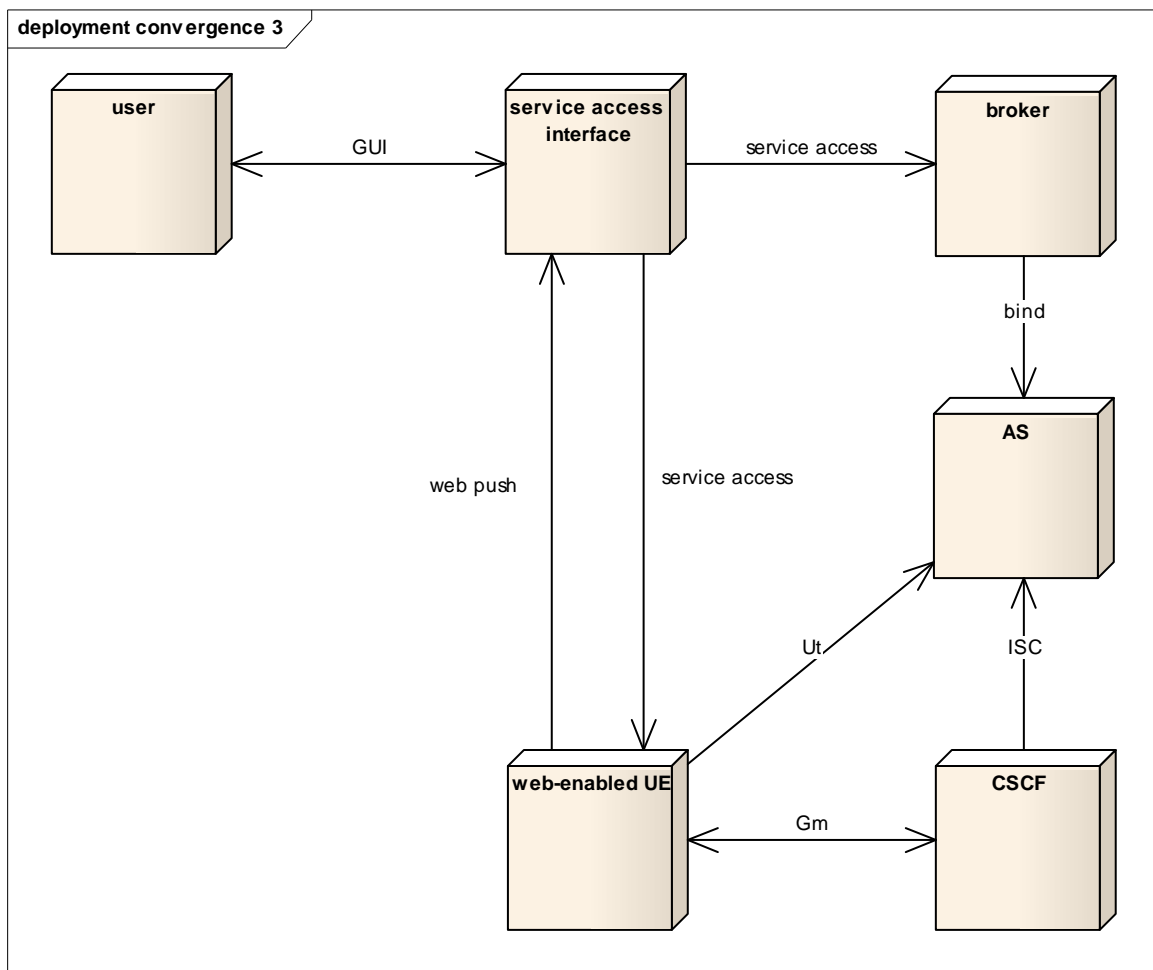 deployment convergence 3
user
service access
interface
broker
GUI
service access
bind
AS
web push
service access
Ut
ISC
web-enabled UE
CSCF
Gm